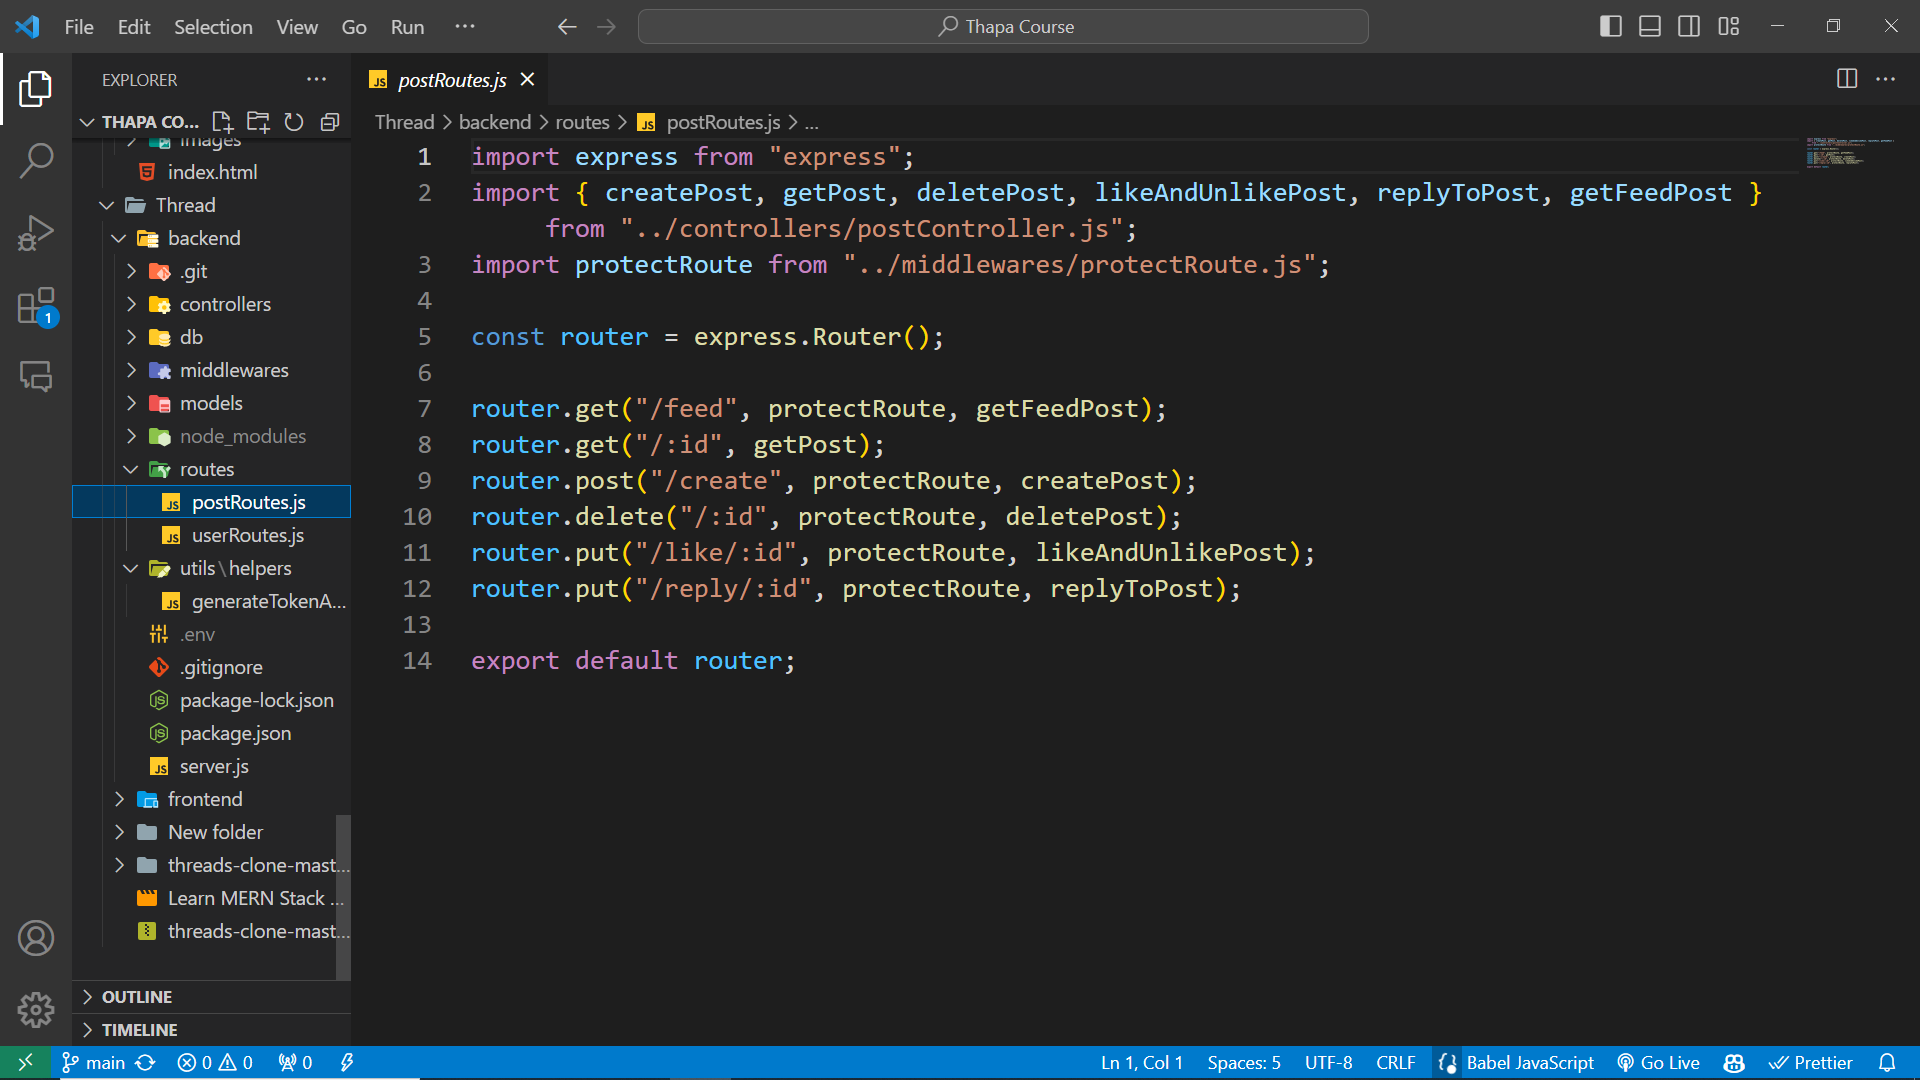 File Edit Selection View Go Run ...
Thapa Course
EXPLORER
THAPA CO...
images
index.html
Thread
backend
.git
controllers
db
middlewares
models
node_modules
routes
postRoutes.js
userRoutes.js
utils\helpers
generateTokenA...
.env
.gitignore
package-lock.json
package.json
server.js
frontend
New folder
threads-clone-mast...
Learn MERN Stack ...
threads-clone-mast...
OUTLINE
TIMELINE
1
postRoutes.js
Thread > backend > routes > postRoutes.js > ...
1 import express from "express";
2 import { createPost, getPost, deletePost, likeAndUnlikePost, replyToPost, getFeedPost }
from "../controllers/postController.js";
3 import protectRoute from "../middlewares/protectRoute.js";
4
5 const router = express.Router();
6
7 router.get("/feed", protectRoute, getFeedPost);
8 router.get("/:id", getPost);
9 router.post("/create", protectRoute, createPost);
10 router.delete("/:id", protectRoute, deletePost);
11 router.put("/like/:id", protectRoute, likeAndUnlikePost);
12 router.put("/reply/:id", protectRoute, replyToPost);
13
14 export default router;
main 0 0 0 Ln 1, Col 1 Spaces: 5 UTF-8 CRLF Babel JavaScript Go Live Prettier